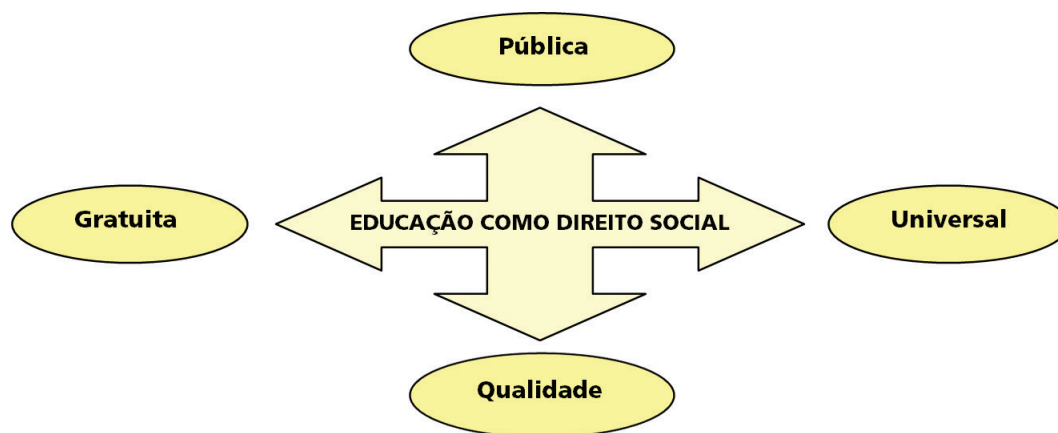 Pública
Gratuita
EDUCAÇÃO COMO DIREITO SOCIAL
Universal
Qualidade